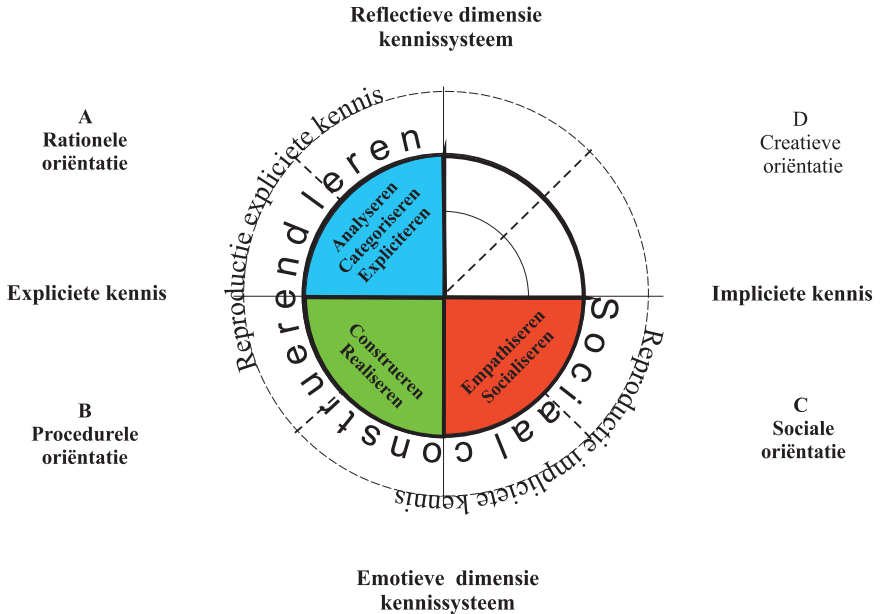 Reflectieve dimensie
kennissysteem
A
Rationele
oriëntatie
D
Creatieve
oriëntatie
Reproductie expliciete kennis
Sociaal construerend leren
Analyseren
Categoriseren
Expliciteren
Expliciete kennis
Impliciete kennis
Construeren
Realiseren
Empathiseren
Socialiseren
Reproductie impliciete kennis
B
Procedurele
oriëntatie
C
Sociale
oriëntatie
Emotieve dimensie
kennissysteem